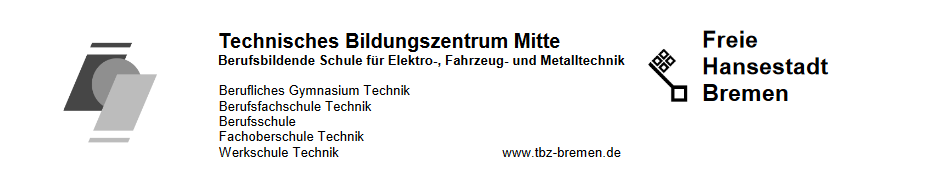 Technisches Bildungszentrum Mitte
Berufsbildende Schule für Elektro-, Fahrzeug- und Metalltechnik
Berufliches Gymnasium Technik
Berufsfachschule Technik
Berufsschule
Fachoberschule Technik
Werkschule Technik
www.tbz-bremen.de
Freie
Hansestadt
Bremen